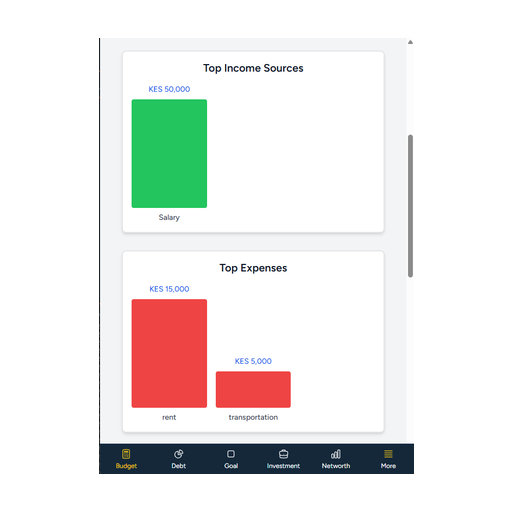 Top Income Sources
KES 50,000
Salary
Top Expenses
KES 15,000
KES 5,000
rent
transportation
Budget
Debt
Goal
Investment
Networth
More